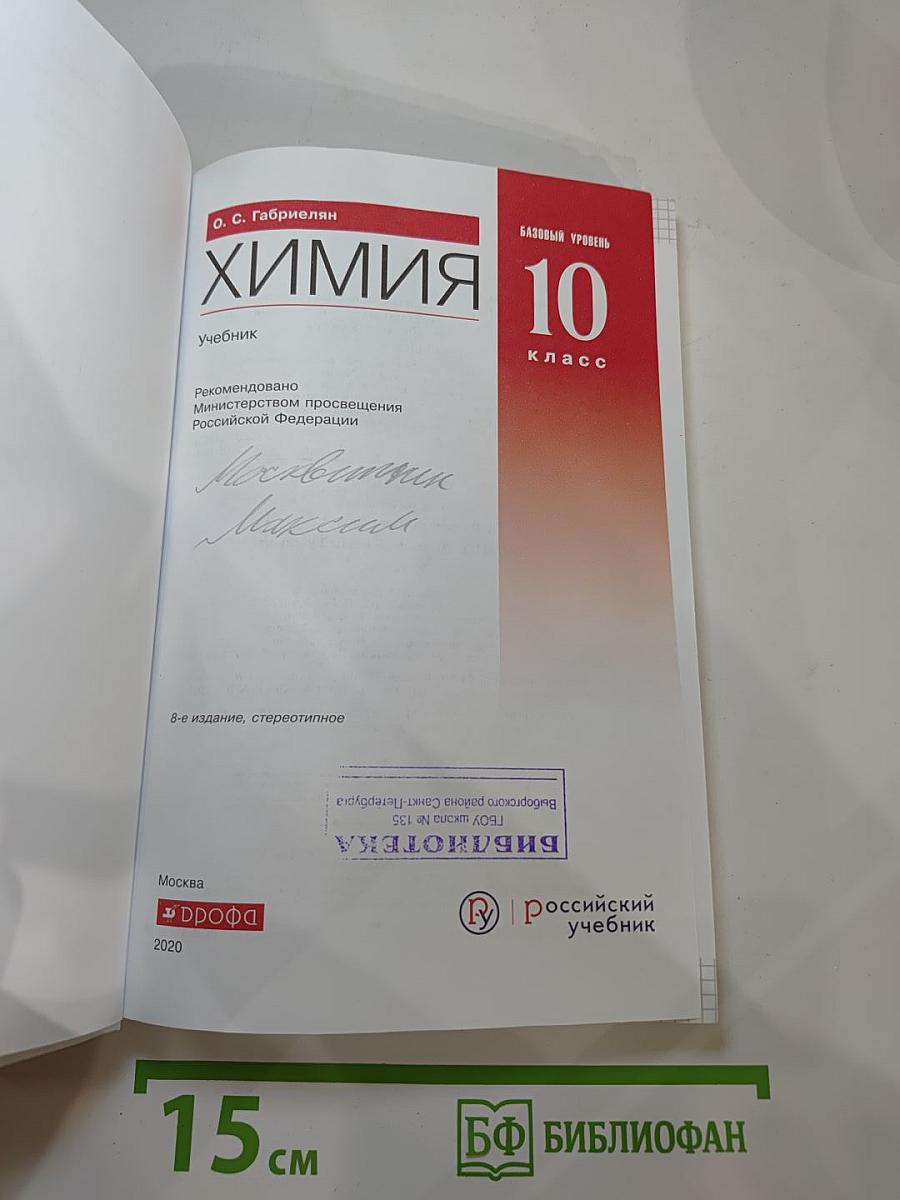 О. С. Габриелян
ХИМИЯ
БАЗОВЫЙ УРОВЕНЬ
10
класс
Учебник
Рекомендовано
Министерством просвещения
Российской Федерации
Москвитин
Максим
8-е издание, стереотипное
БИБЛИОТЕКА
ГБОУ школа № 135
Выборгского района Санкт-Петербурга
Москва
дрофа
2020
РУ
российский
учебник
15 см
БФ БИБЛИОФАН